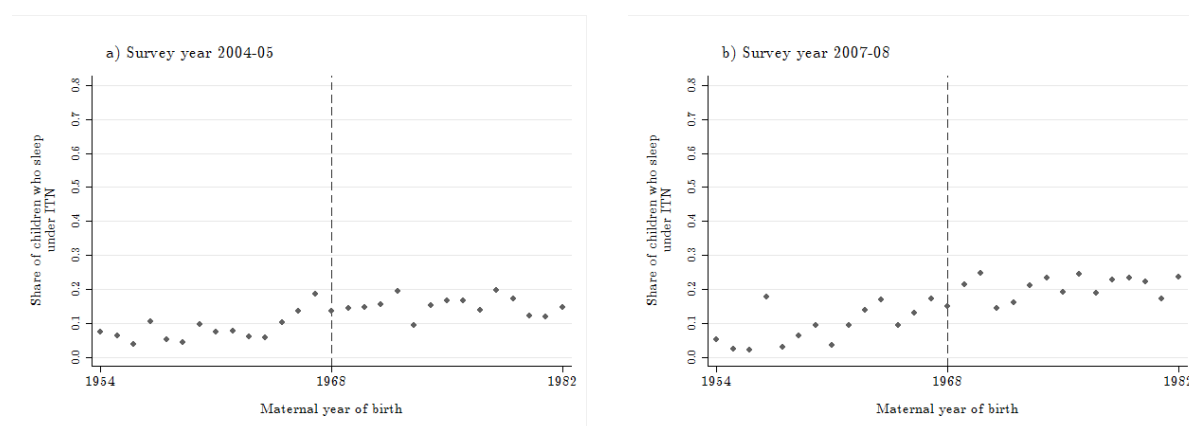 a) Survey year 2004-05
Share of children who sleep
under ITN
0.8
0.7
0.6
0.5
0.4
0.3
0.2
0.1
0.0
1954 1968 1982
Maternal year of birth
b) Survey year 2007-08
Share of children who sleep
under ITN
0.8
0.7
0.6
0.5
0.4
0.3
0.2
0.1
0.0
1954 1968 1982
Maternal year of birth